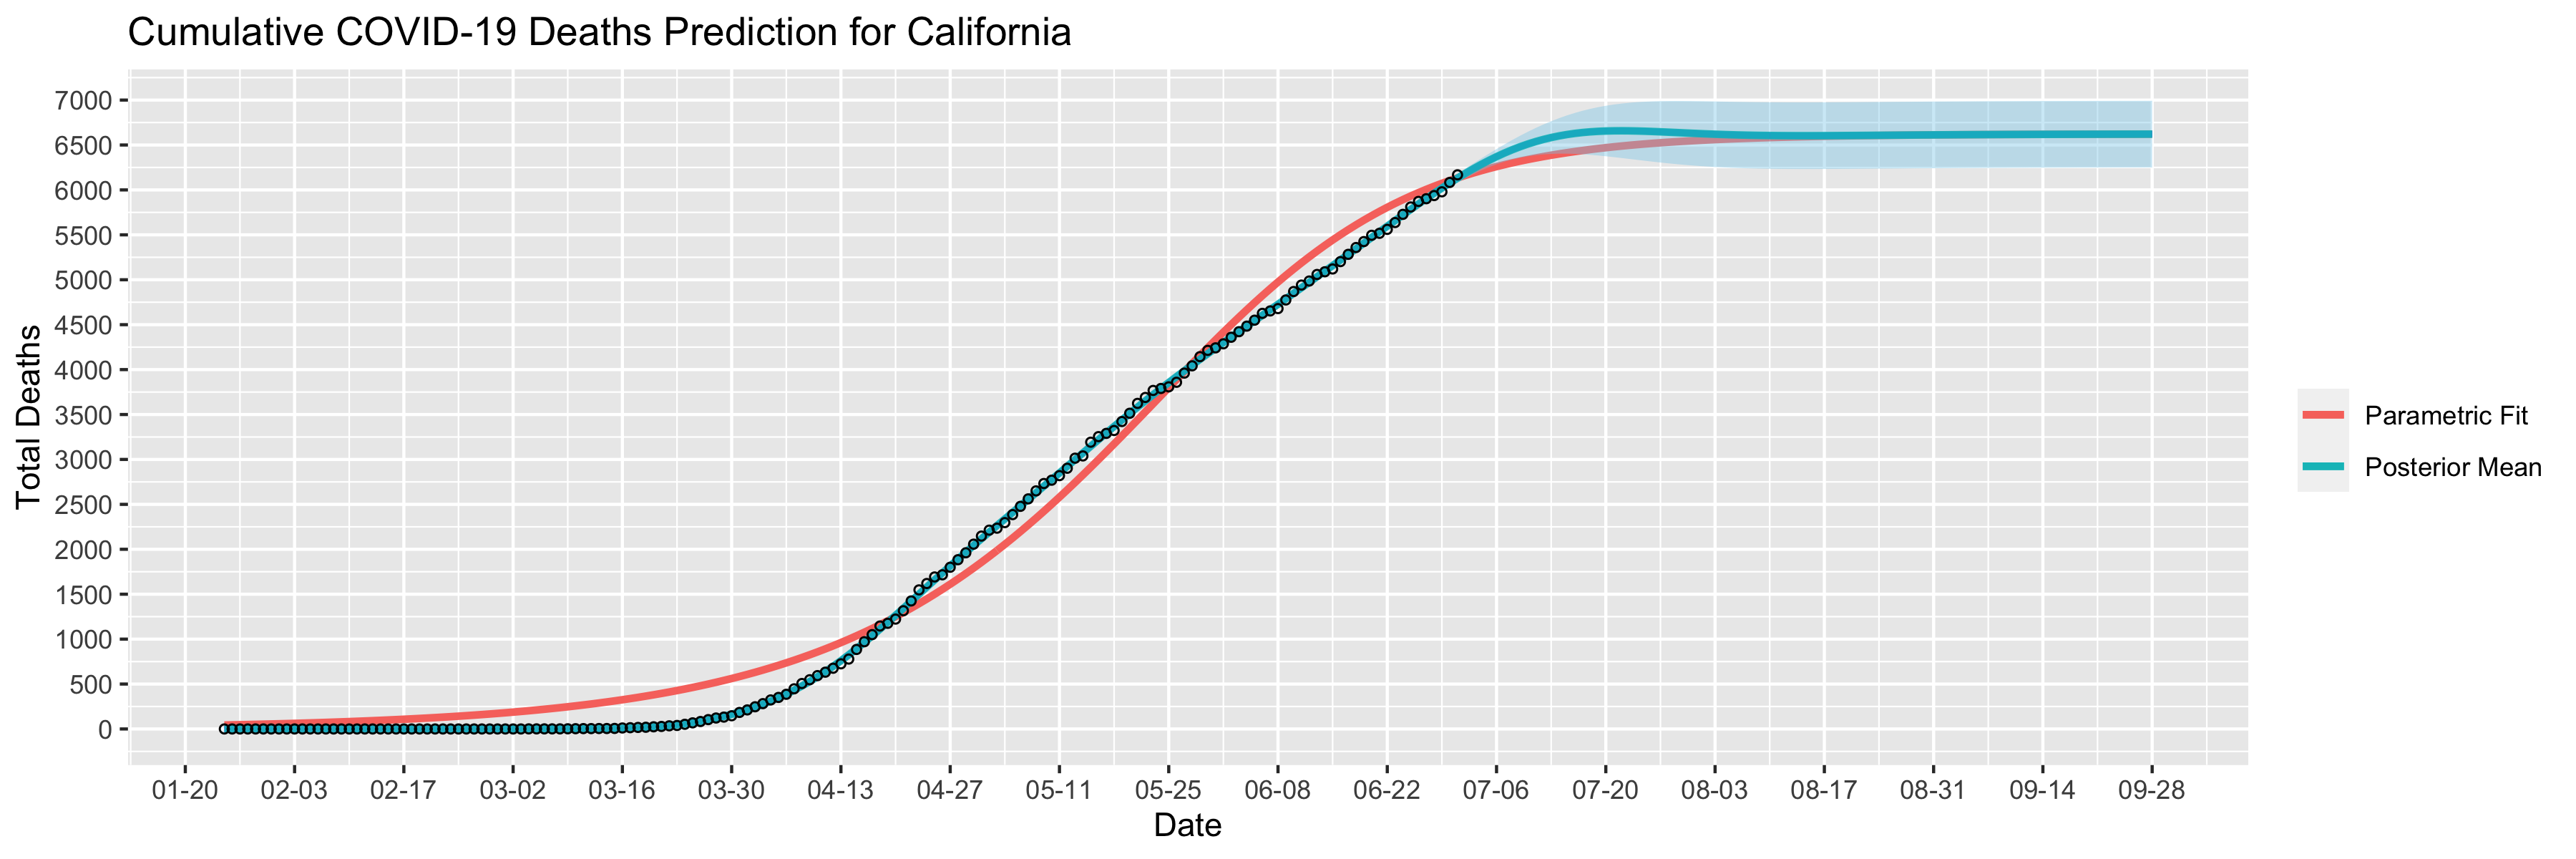 Cumulative COVID-19 Deaths Prediction for California
Total Deaths
7000
6500
6000
5500
5000
4500
4000
3500
3000
2500
2000
1500
1000
500
0
01-20 02-03 02-17 03-02 03-16 03-30 04-13 04-27 05-11 05-25 06-08 06-22 07-06 07-20 08-03 08-17 08-31 09-14 09-28
Date
Parametric Fit
Posterior Mean